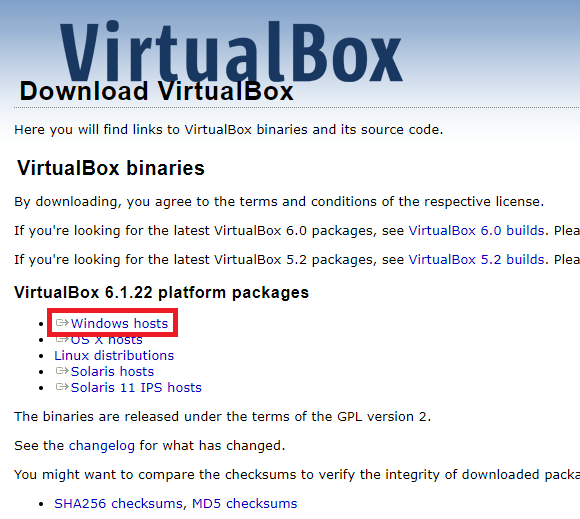 VirtualBox
Download VirtualBox
Here you will find links to VirtualBox binaries and its source code.
VirtualBox binaries
By downloading, you agree to the terms and conditions of the respective license.
If you're looking for the latest VirtualBox 6.0 packages, see VirtualBox 6.0 builds.
If you're looking for the latest VirtualBox 5.2 packages, see VirtualBox 5.2 builds.
VirtualBox 6.1.22 platform packages
Windows hosts
OS X hosts
Linux distributions
Solaris hosts
Solaris 11 IPS hosts
The binaries are released under the terms of the GPL version 2.
See the changelog for what has changed.
You might want to compare the checksums to verify the integrity of downloaded
SHA256 checksums, MD5 checksums